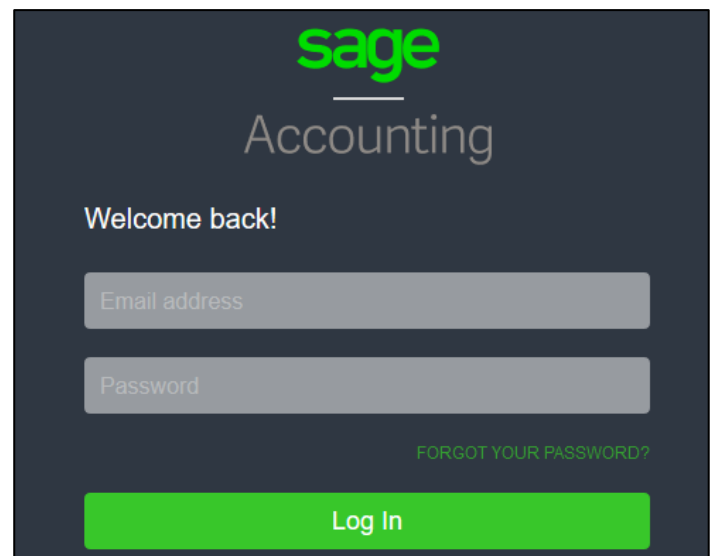 sage
Accounting
Welcome back!
Email address
Password
FORGOT YOUR PASSWORD?
Log In